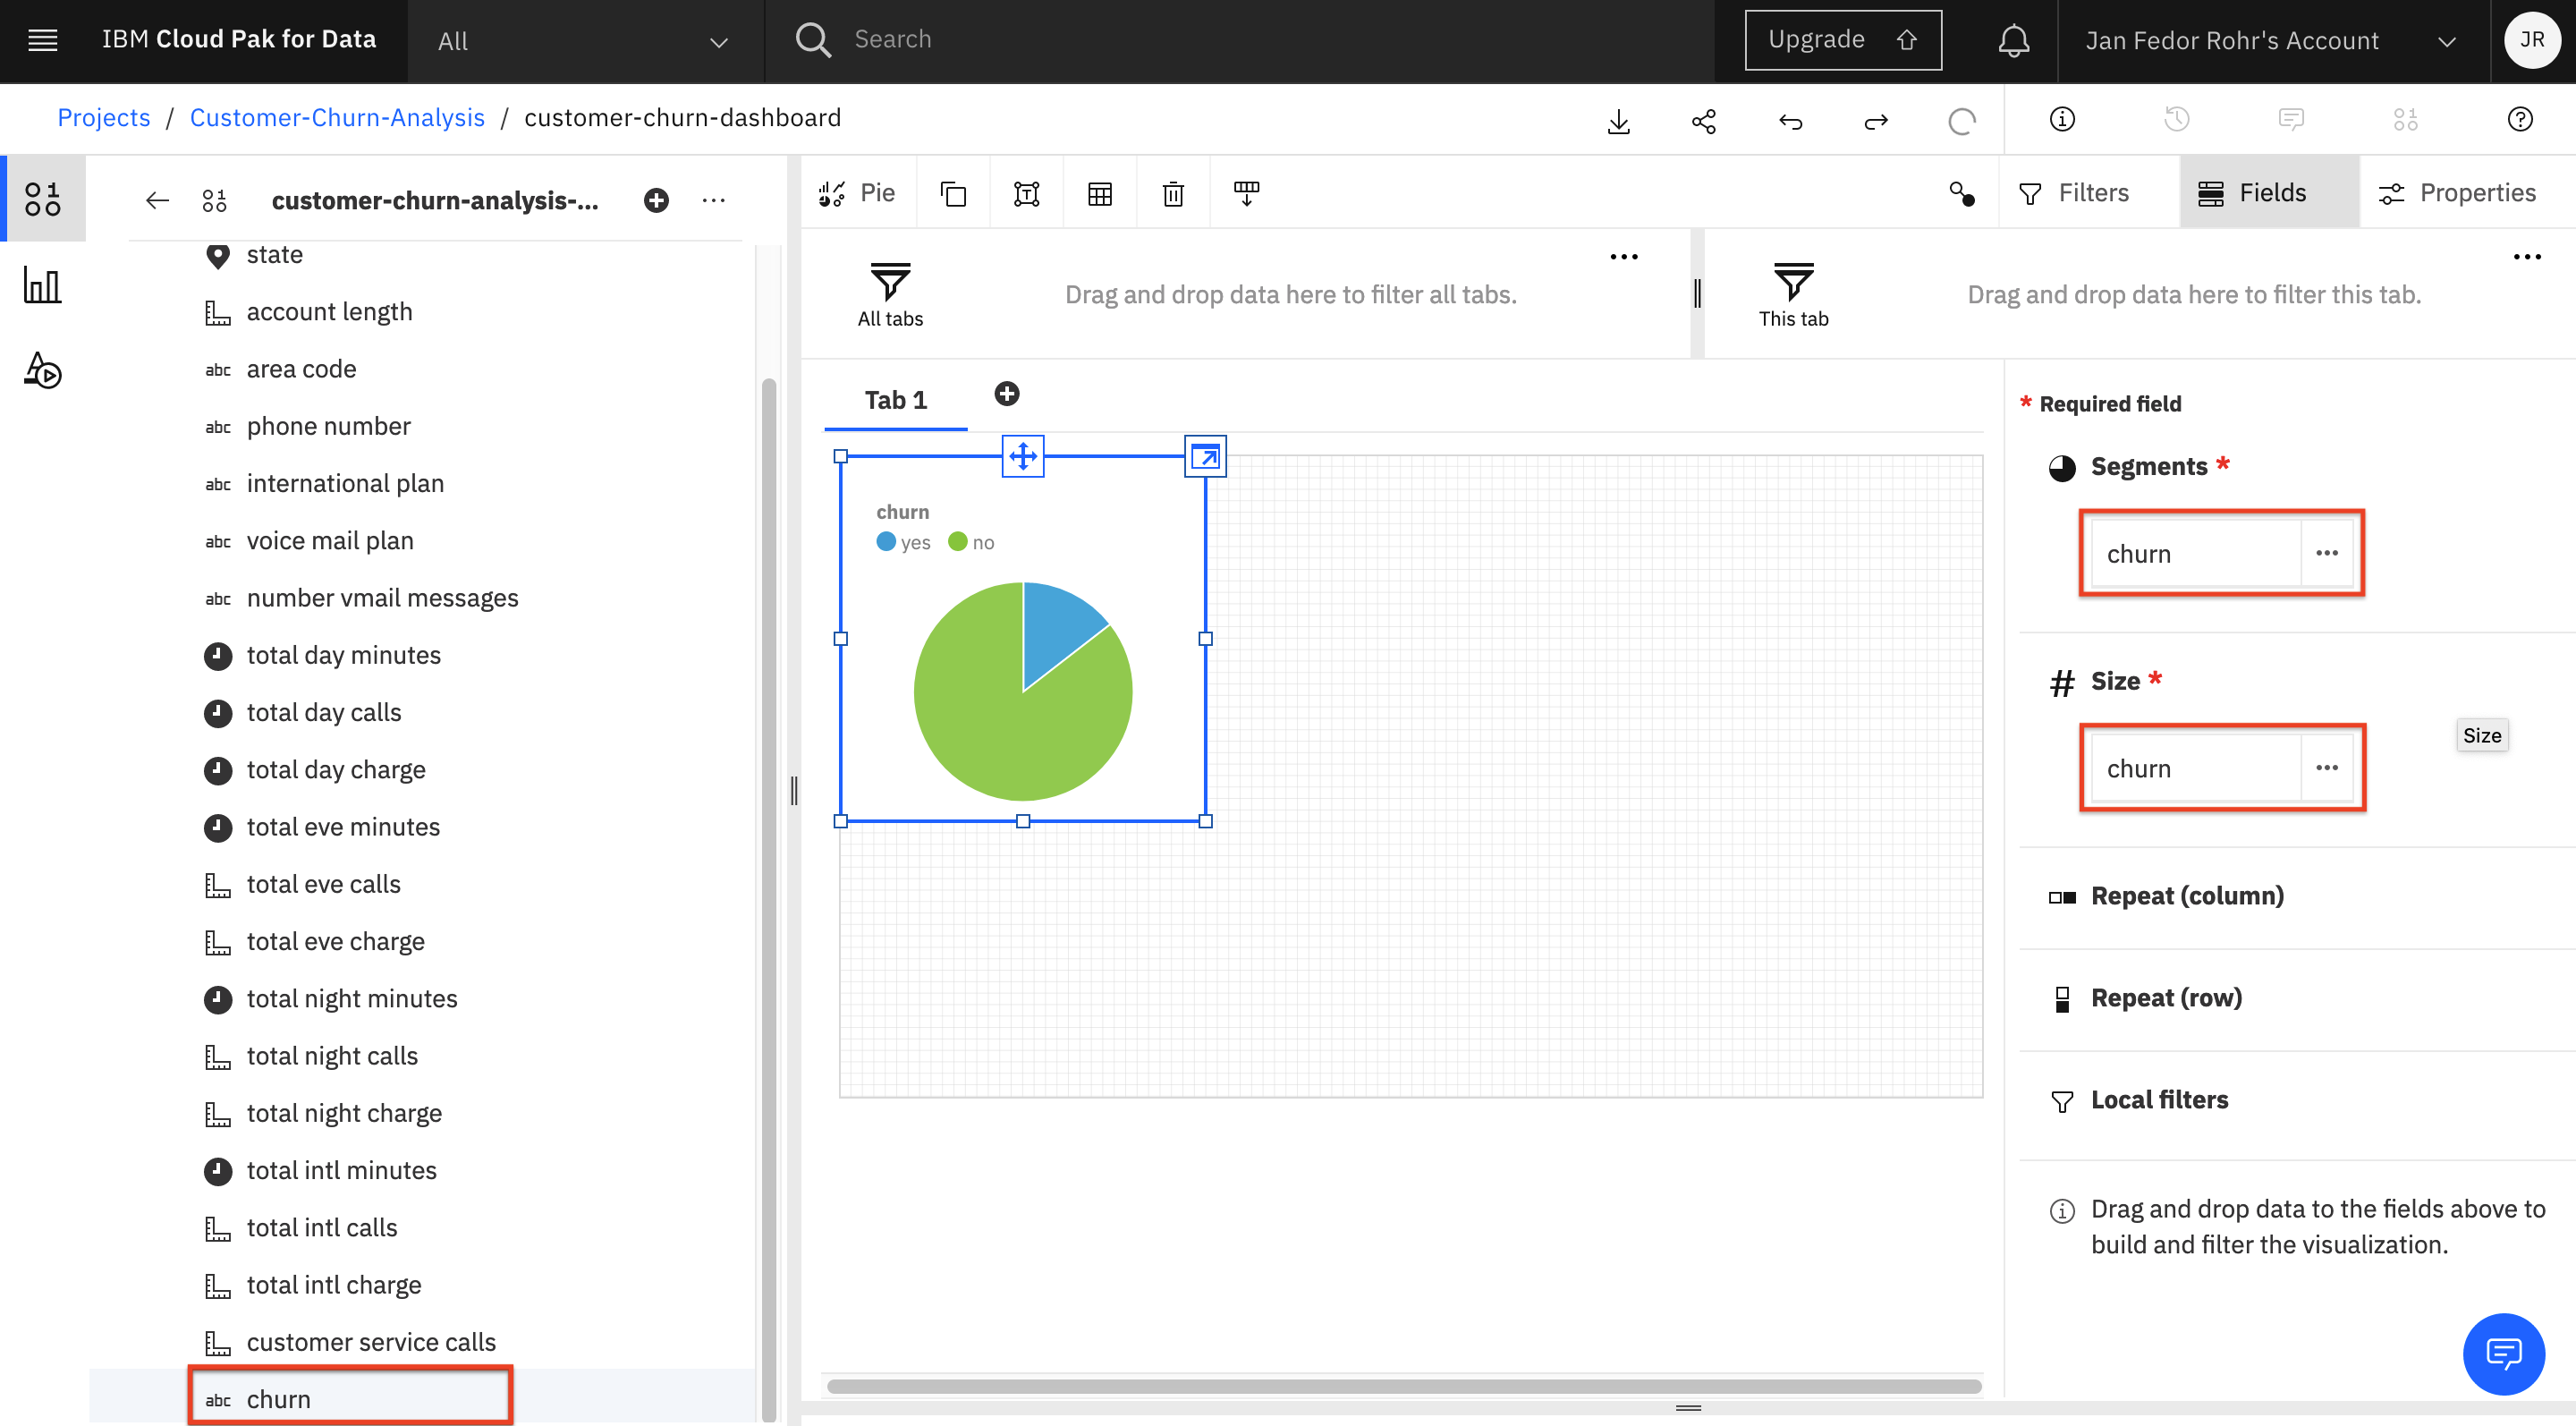 IBM Cloud Pak for Data
All
Search
Upgrade
Jan Fedor Rohr's Account
JR
Projects / Customer-Churn-Analysis / customer-churn-dashboard
customer-churn-analysis-...
Pie
Filters
Fields
Properties
state
account length
abc area code
abc phone number
abc international plan
abc voice mail plan
abc number vmail messages
total day minutes
total day calls
total day charge
total eve minutes
total eve calls
total eve charge
total night minutes
total night calls
total night charge
total intl minutes
total intl calls
total intl charge
customer service calls
abc churn
All tabs
Drag and drop data here to filter all tabs.
This tab
Drag and drop data here to filter this tab.
Tab 1
churn
yes no
* Required field
Segments *
churn
Size *
churn
Size
Repeat (column)
Repeat (row)
Local filters
Drag and drop data to the fields above to
build and filter the visualization.